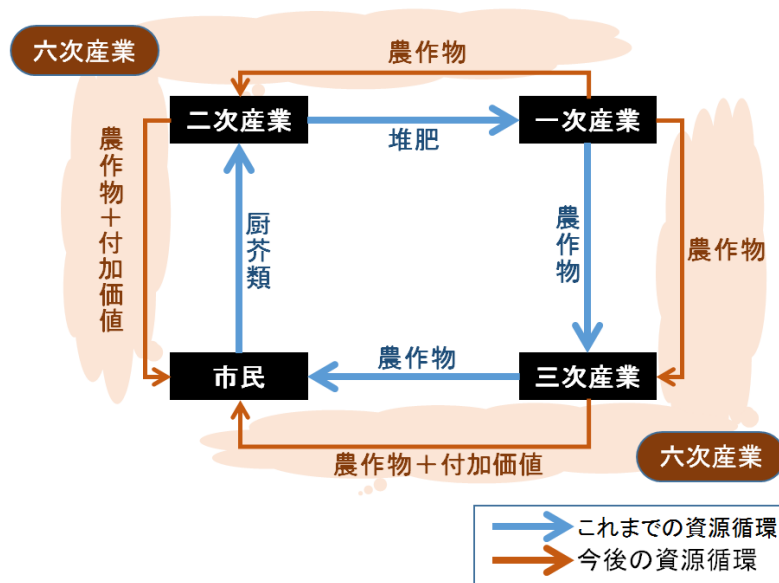 六次産業
農作物
二次産業
一次産業
堆肥
農作物＋付加価値
厨芥類
農作物
農作物
市民
農作物
三次産業
農作物＋付加価値
六次産業
これまでの資源循環
今後の資源循環